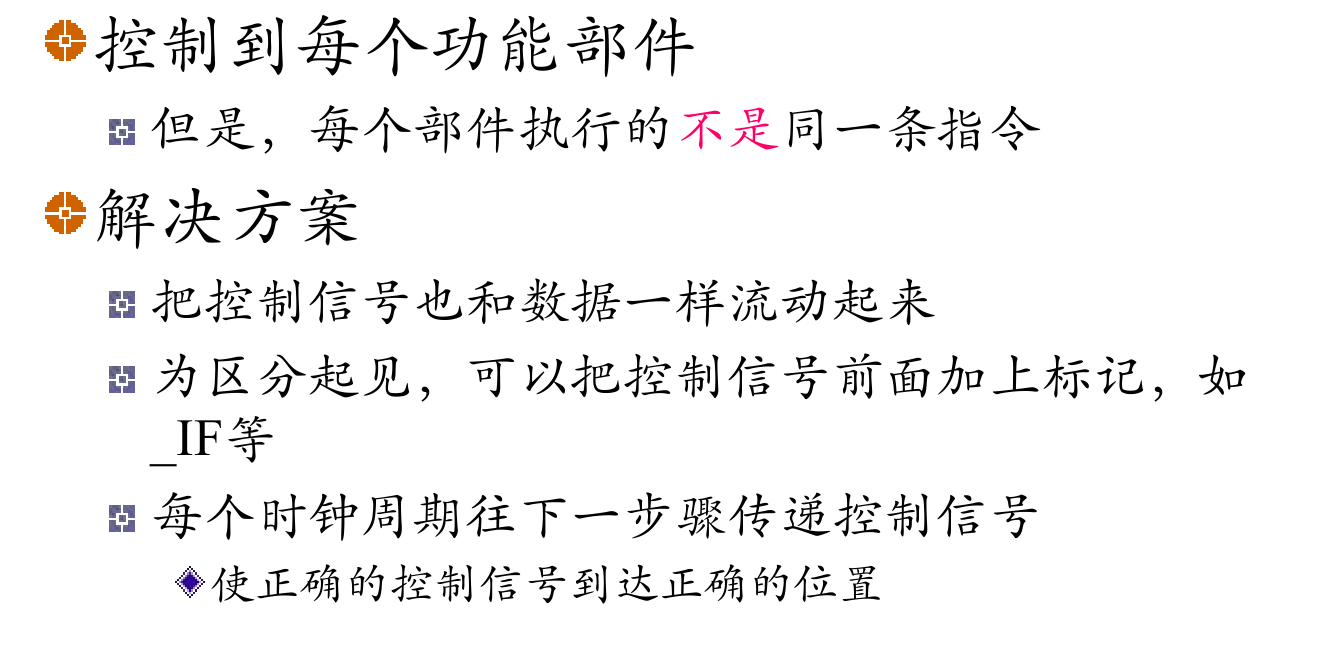 控制到每个功能部件
但是，每个部件执行的不是同一条指令
解决方案
把控制信号也和数据一样流动起来
为区分起见，可以把控制信号前面加上标记，如
_IF等
每个时钟周期往下一步骤传递控制信号
使正确的控制信号到达正确的位置